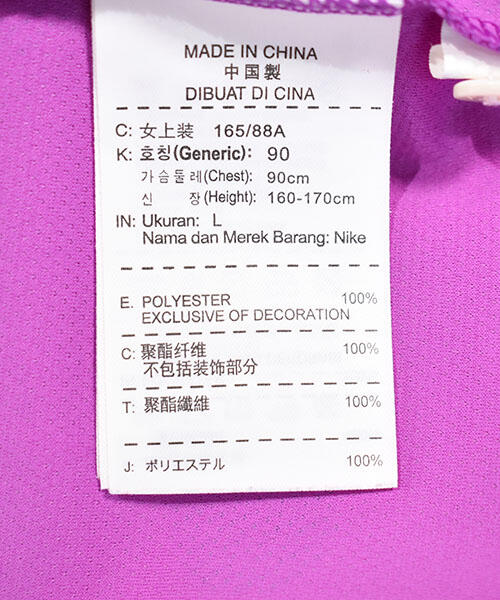 MADE IN CHINA
中国製
DIBUAT DI CINA
C: 女上装 165/88A
K: 호칭(Generic): 90
가슴둘레(Chest): 90cm
신 장(Height): 160-170cm
IN: Ukuran: L
Nama dan Merek Barang: Nike
E. POLYESTER 100%
EXCLUSIVE OF DECORATION
C: 聚酯纤维 100%
不包括装饰部分
T: 聚酯纖維 100%
J: ポリエステル 100%